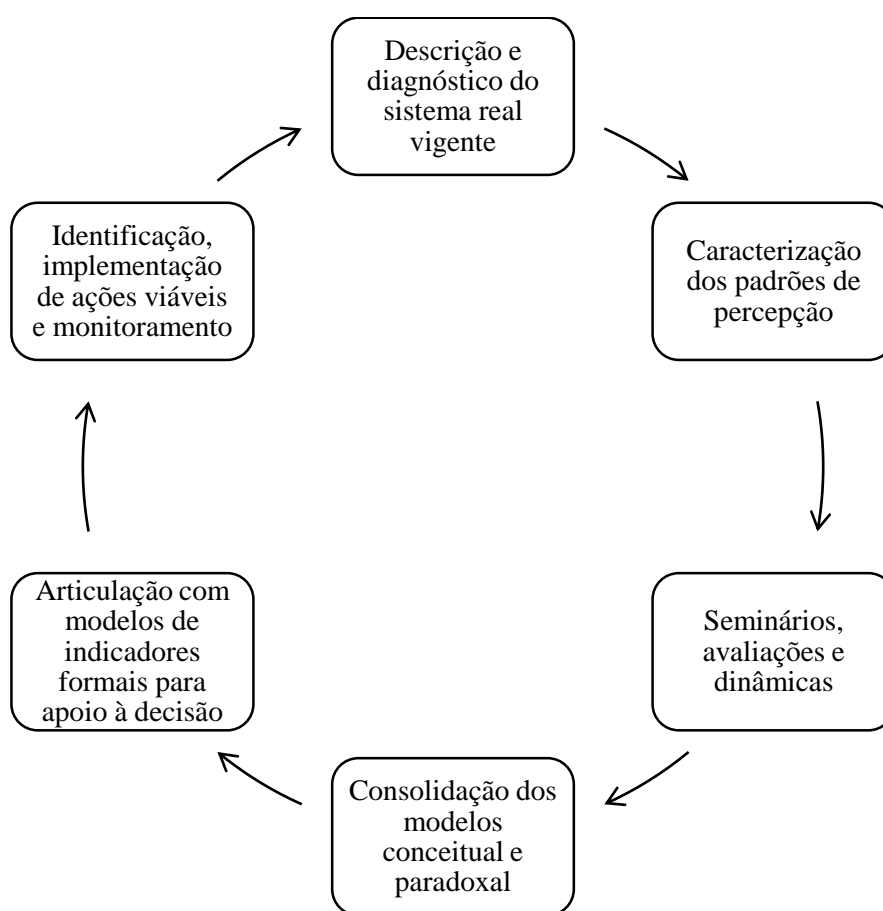 Descrição e
diagnóstico do
sistema real
vigente
Caracterização
dos padrões de
percepção
Seminários,
avaliações e
dinâmicas
Consolidação dos
modelos
conceitual e
paradoxal
Articulação com
modelos de
indicadores
formais para
apoio à decisão
Identificação,
implementação
de ações viáveis
e monitoramento